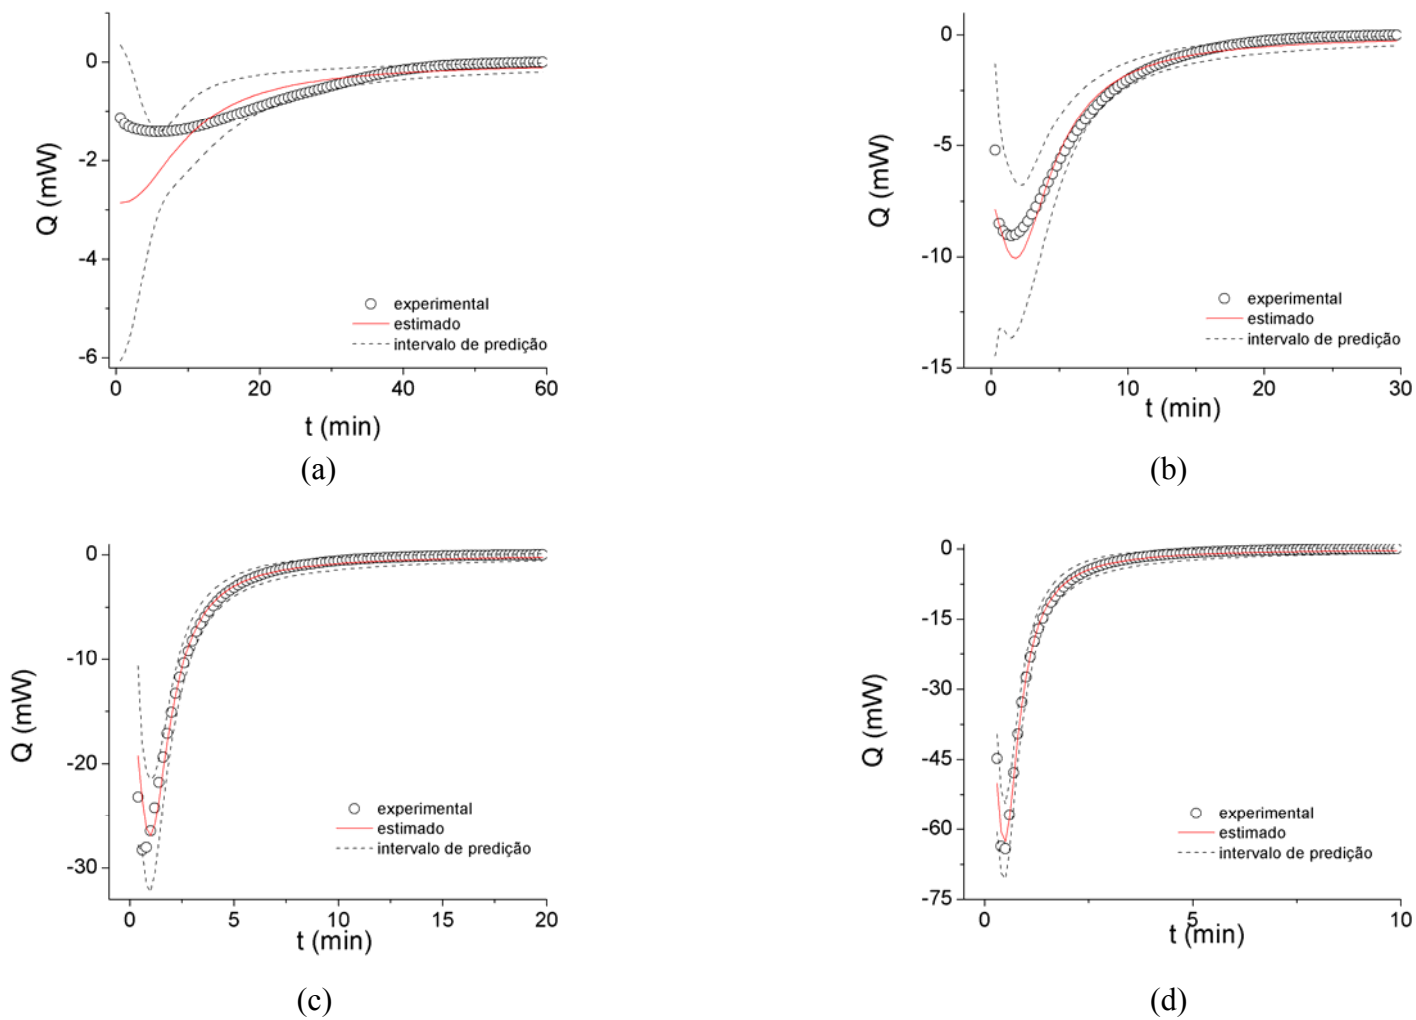 0
-2
-4
-6
Q (mW)
experimental
estimado
intervalo de predição
0 20 40 60
t (min)
(a)
0
-5
-10
-15
Q (mW)
experimental
estimado
intervalo de predição
0 10 20 30
t (min)
(b)
0
-10
-20
-30
Q (mW)
experimental
estimado
intervalo de predição
0 5 10 15 20
t (min)
(c)
0
-15
-30
-45
-60
-75
Q (mW)
experimental
estimado
intervalo de predição
0 5 10
t (min)
(d)